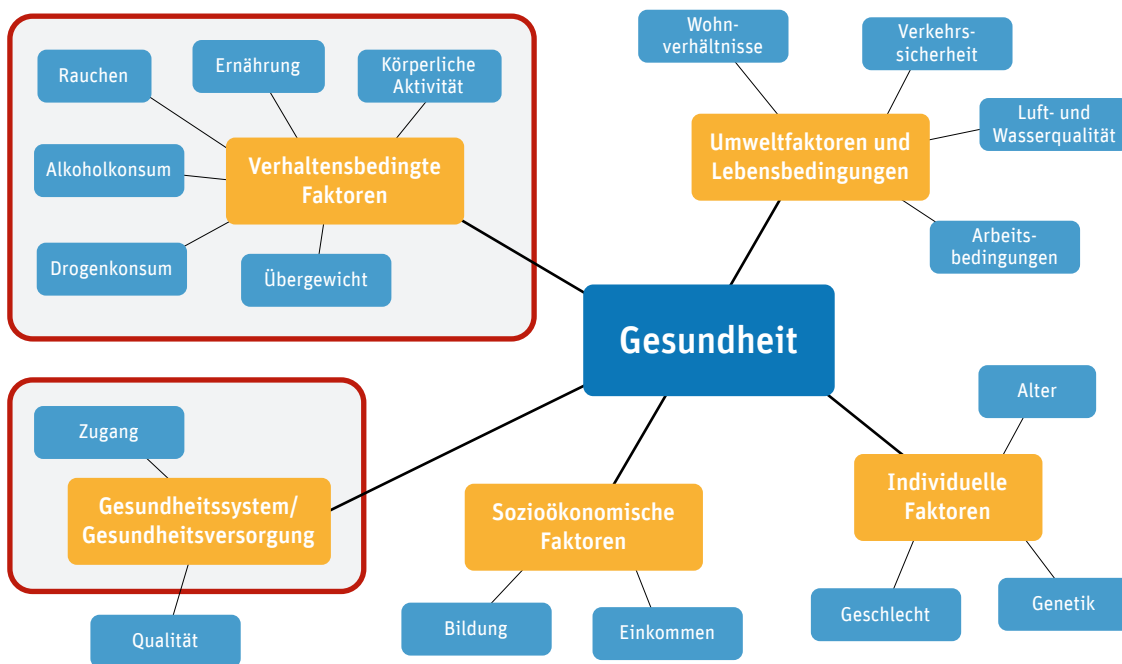 Rauchen
Ernährung
Körperliche
Aktivität
Alkoholkonsum
Verhaltensbedingte
Faktoren
Drogenkonsum
Übergewicht
Wohn-
verhältnisse
Verkehrs-
sicherheit
Umweltfaktoren und
Lebensbedingungen
Luft- und
Wasserqualität
Arbeits-
bedingungen
Gesundheit
Zugang
Gesundheitssystem/
Gesundheitsversorgung
Qualität
Sozioökonomische
Faktoren
Bildung
Einkommen
Alter
Individuelle
Faktoren
Geschlecht
Genetik